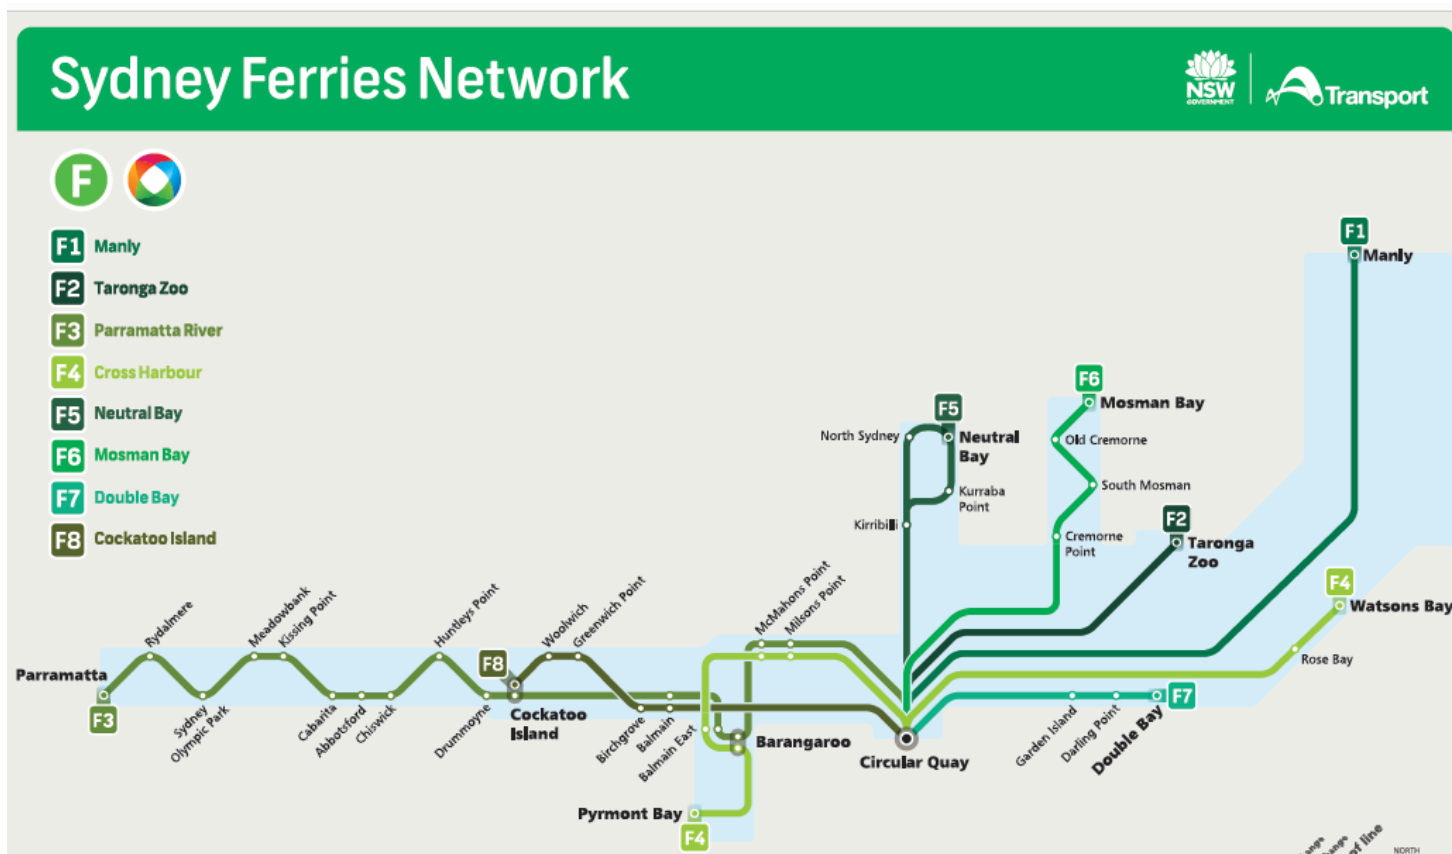 Sydney Ferries Network
NSW
GOVERNMENT
Transport
F
F1 Manly
F2 Taronga Zoo
F3 Parramatta River
F4 Cross Harbour
F5 Neutral Bay
F6 Mosman Bay
F7 Double Bay
F8 Cockatoo Island
F1
Manly
F6
Mosman Bay
Old Cremorne
South Mosman
Cremorne
Point
F5
North Sydney
Neutral
Bay
Kurraba
Point
Kirribilli
F2
Taronga
Zoo
F4
Watsons Bay
Rose Bay
Parramatta
F3
Rydalmere
Sydney
Olympic Park
Meadowbank
Kissing Point
Cabarita
Abbotsford
Chiswick
Huntleys Point
Drummoyne
F8
Cockatoo
Island
Woolwich
Greenwich Point
Birchgrove
Balmain
Balmain East
McMahons Point
Milsons Point
Barangaroo
Pyrmont Bay
F4
Circular Quay
Garden Island
Darling Point
Double Bay
F7
of line
NORTH